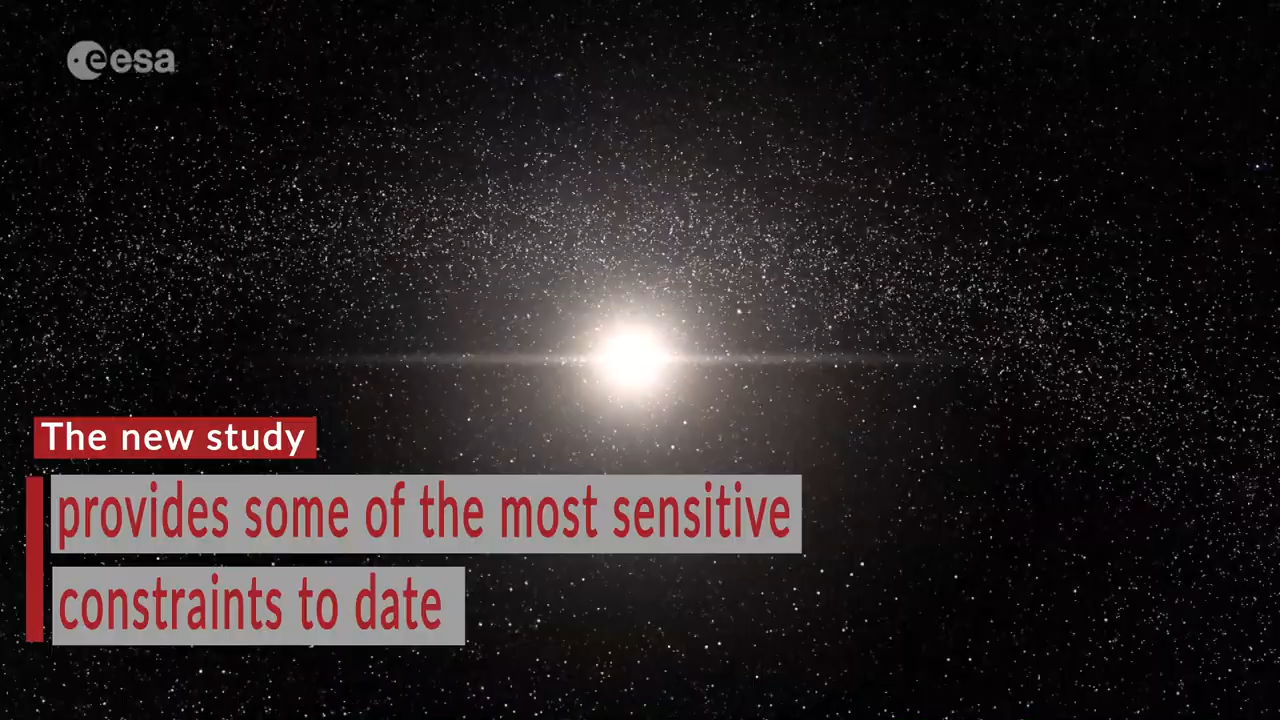 esa
The new study
provides some of the most sensitive
constraints to date